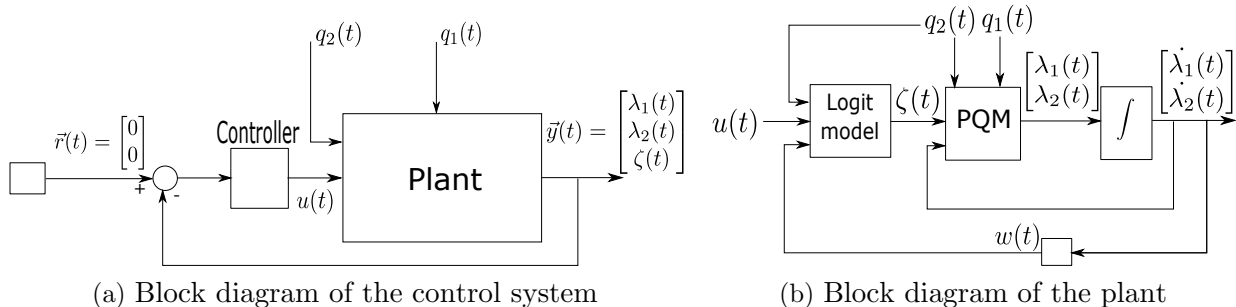 q₂(t)
q₁(t)
r⃗(t) = [0 0]
Controller
+
-
u(t)
Plant
y⃗(t) = [λ₁(t) λ₂(t) ζ(t)]
(a) Block diagram of the control system
q₂(t) q₁(t)
u(t)
Logit
model
ζ(t)
PQM
[λ₁(t) λ₂(t)]
∫
[λ̇₁(t) λ̇₂(t)]
w(t)
(b) Block diagram of the plant